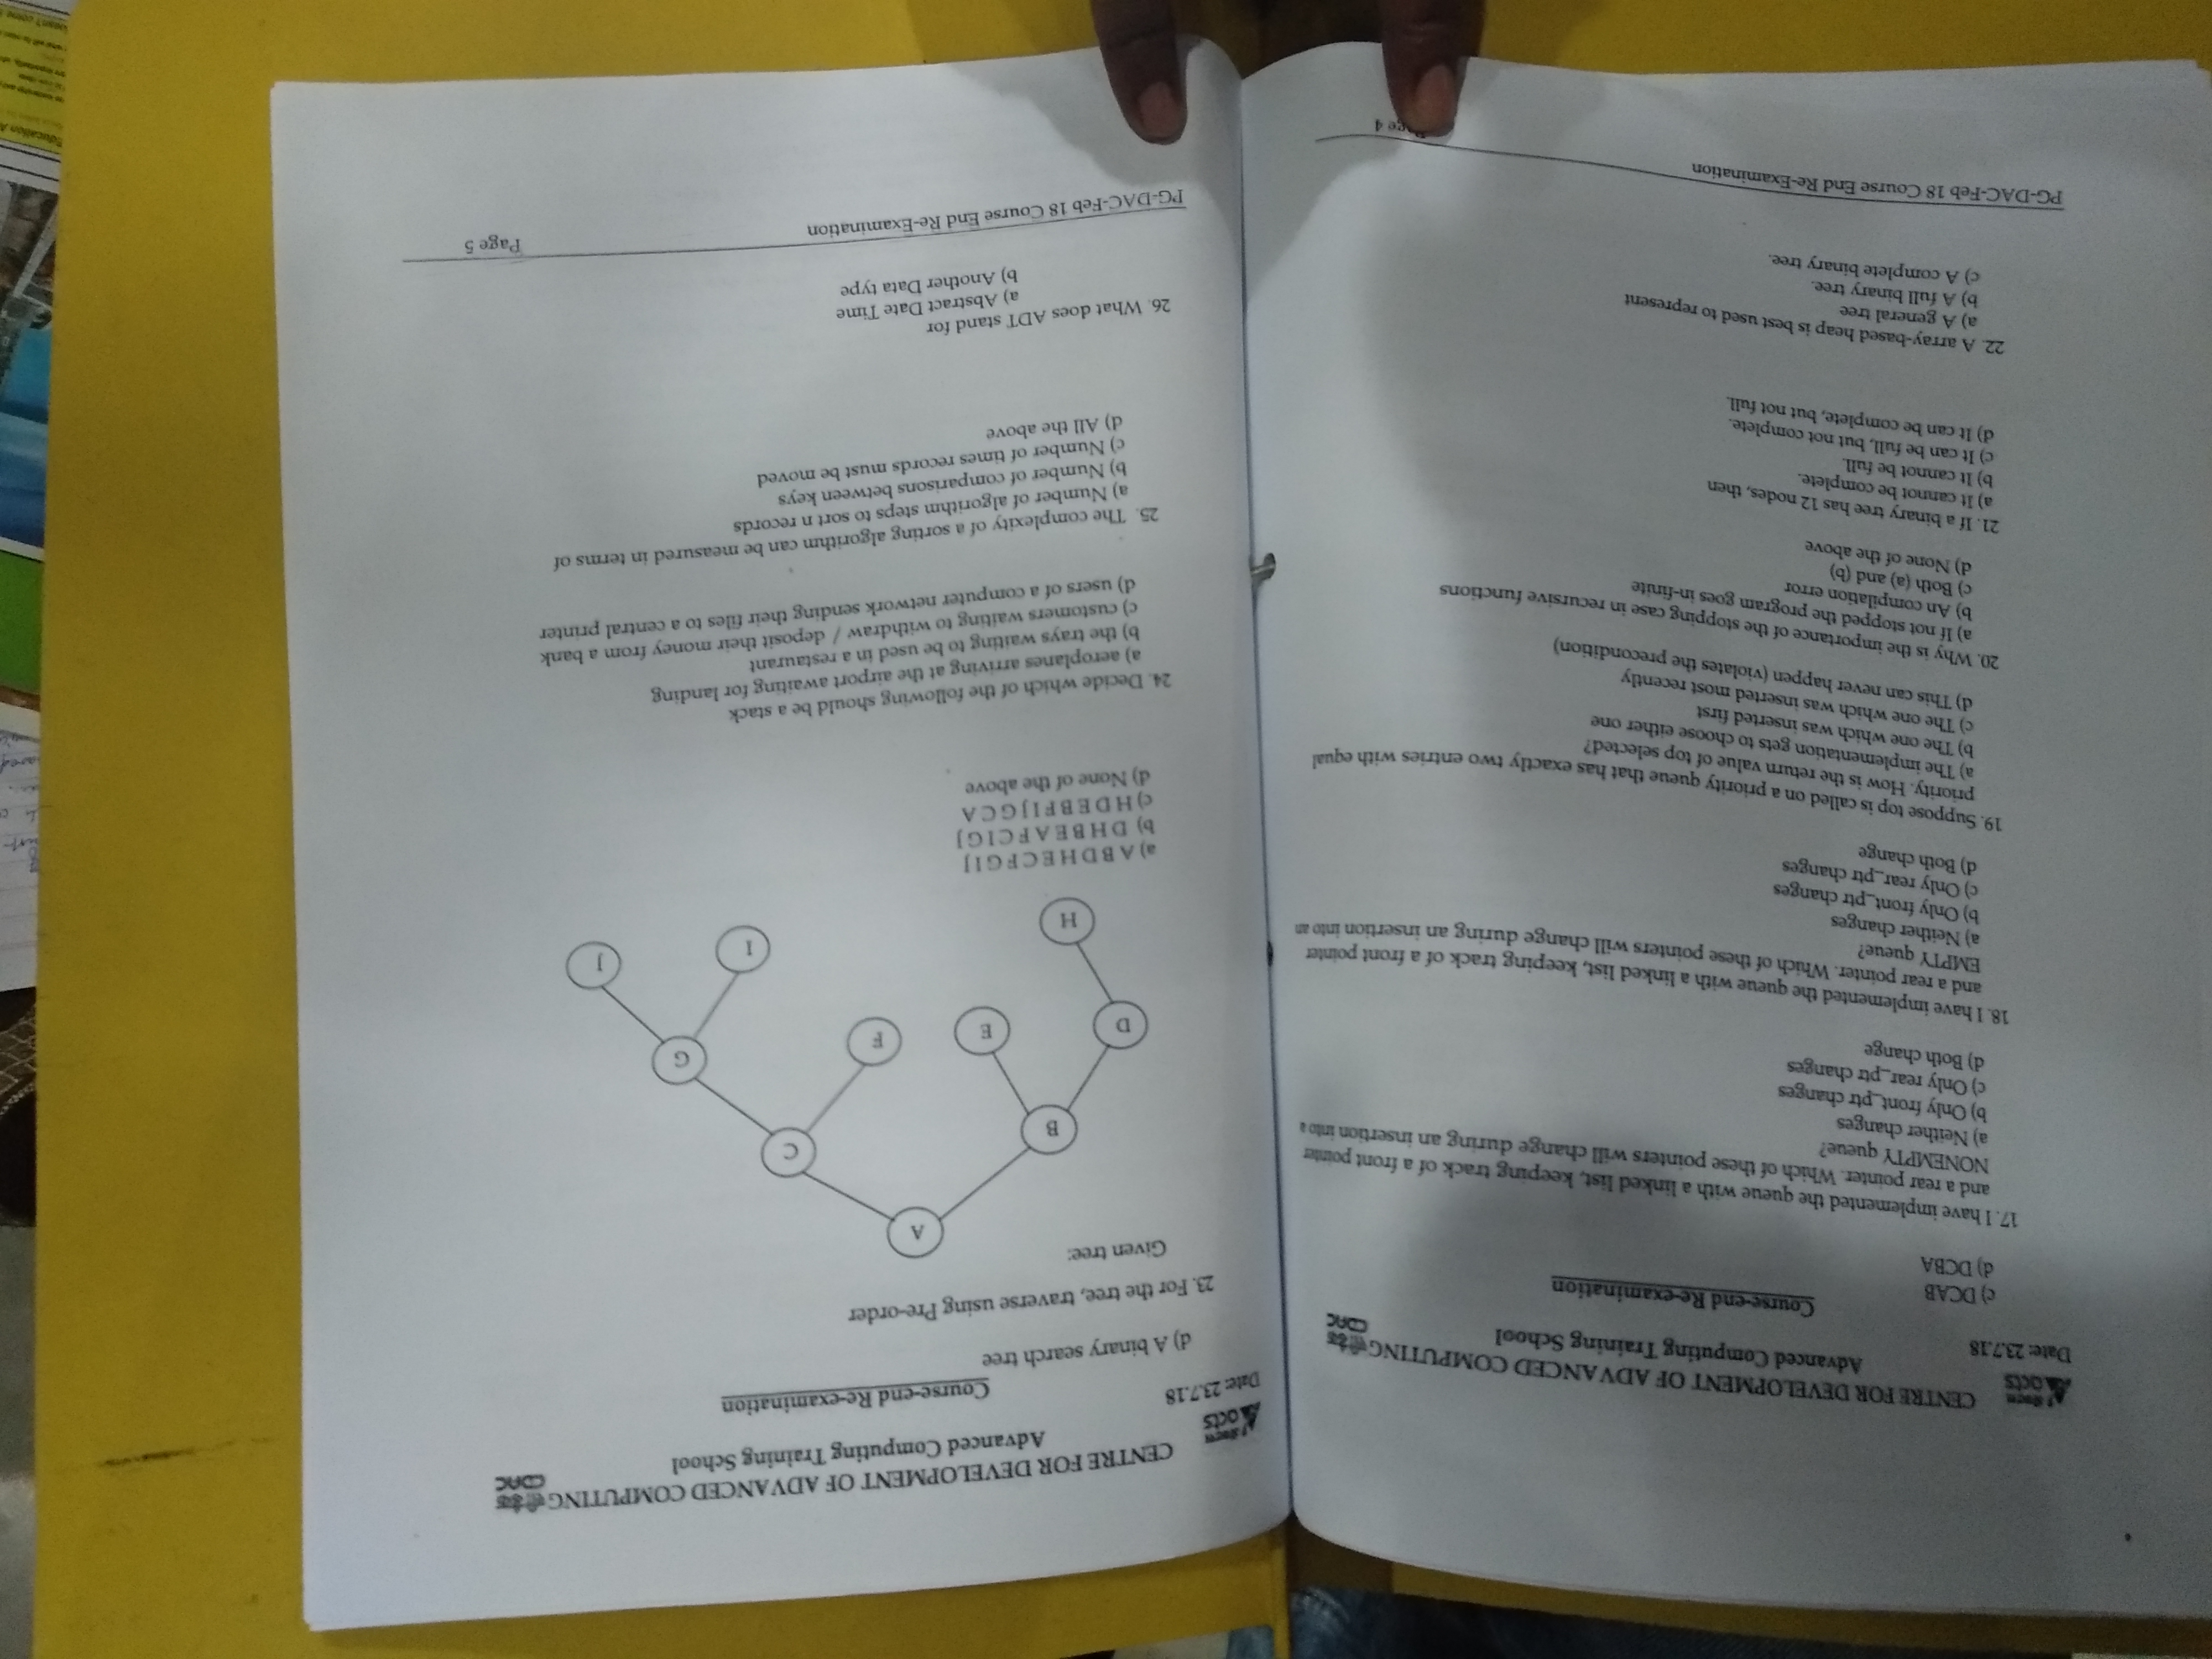 CENTRE FOR DEVELOPMENT OF ADVANCED COMPUTING सी डैक
acts
Advanced Computing Training School
CDAC
Date: 23.7.18
Course-end Re-examination
c) DCAB
d) DCBA
17. I have implemented the queue with a linked list, keeping track of a front pointer
and a rear pointer. Which of these pointers will change during an insertion into a
NONEMPTY queue?
a) Neither changes
b) Only front_ptr changes
c) Only rear_ptr changes
d) Both change
18. I have implemented the queue with a linked list, keeping track of a front pointer
and a rear pointer. Which of these pointers will change during an insertion into an
EMPTY queue?
a) Neither changes
b) Only front_ptr changes
c) Only rear_ptr changes
d) Both change
19. Suppose top is called on a priority queue that has exactly two entries with equal
priority. How is the return value of top selected?
a) The implementation gets to choose either one
b) The one which was inserted first
c) The one which was inserted most recently
d) This can never happen (violates the precondition)
20. Why is the importance of the stopping case in recursive functions
a) If not stopped the program goes in-finite
b) An compilation error
c) Both (a) and (b)
d) None of the above
21. If a binary tree has 12 nodes, then
a) It cannot be complete.
b) It cannot be full.
c) It can be full, but not complete.
d) It can be complete, but not full.
22. A array-based heap is best used to represent
a) A general tree
b) A full binary tree.
c) A complete binary tree.
PG-DAC-Feb 18 Course End Re-Examination
Page 4
CENTRE FOR DEVELOPMENT OF ADVANCED COMPUTING सी डैक
CDAC
acts
Advanced Computing Training School
Date: 23.7.18
Course-end Re-examination
d) A binary search tree
23. For the tree, traverse using Pre-order
Given tree:
A
B
C
D
E
F
G
H
I
J
a) A B D H E C F G I J
b) D H B E A F C I G J
c) H D E B F I J G C A
d) None of the above
24. Decide which of the following should be a stack
a) aeroplanes arriving at the airport awaiting for landing
b) the trays waiting to be used in a restaurant
c) customers waiting to withdraw / deposit their money from a bank
d) users of a computer network sending their files to a central printer
25. The complexity of a sorting algorithm can be measured in terms of
a) Number of algorithm steps to sort n records
b) Number of comparisons between keys
c) Number of times records must be moved
d) All the above
26. What does ADT stand for
a) Abstract Date Time
b) Another Data type
PG-DAC-Feb 18 Course End Re-Examination
Page 5